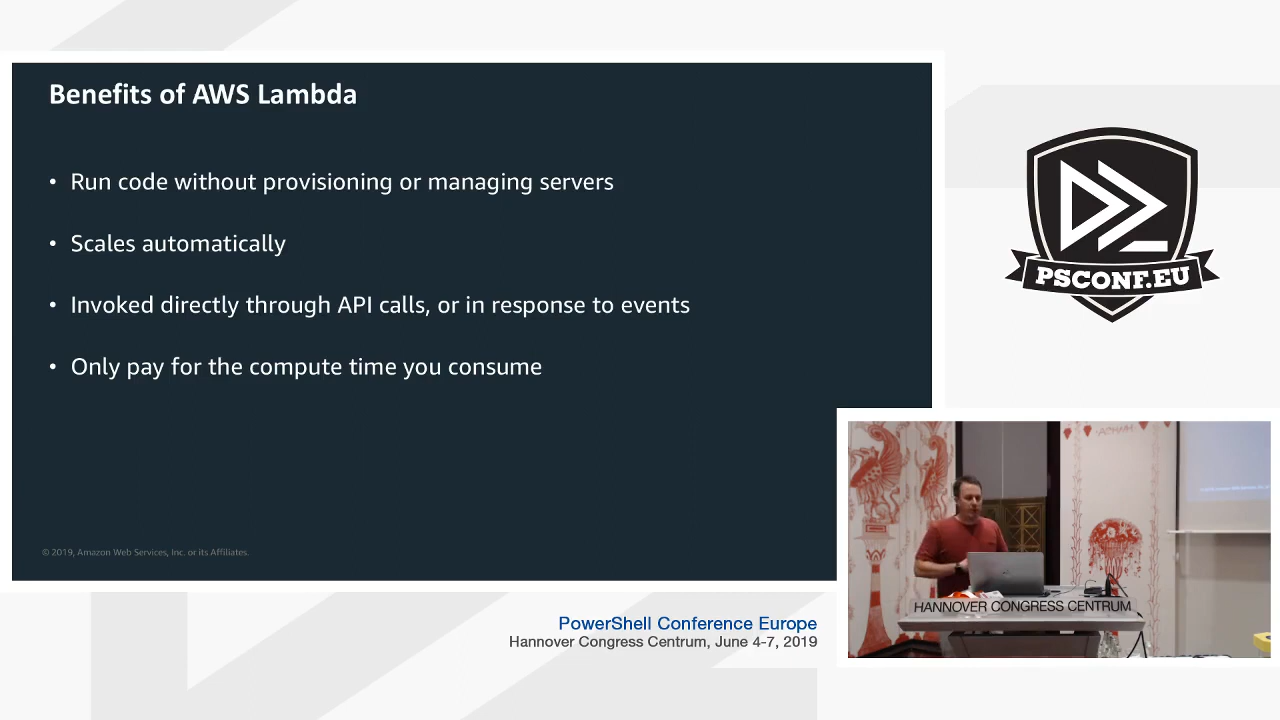 Benefits of AWS Lambda
• Run code without provisioning or managing servers
• Scales automatically
• Invoked directly through API calls, or in response to events
• Only pay for the compute time you consume
© 2019, Amazon Web Services, Inc. or its Affiliates.
PSCONF.EU
HANNOVER CONGRESS CENTRUM
PowerShell Conference Europe
Hannover Congress Centrum, June 4-7, 2019